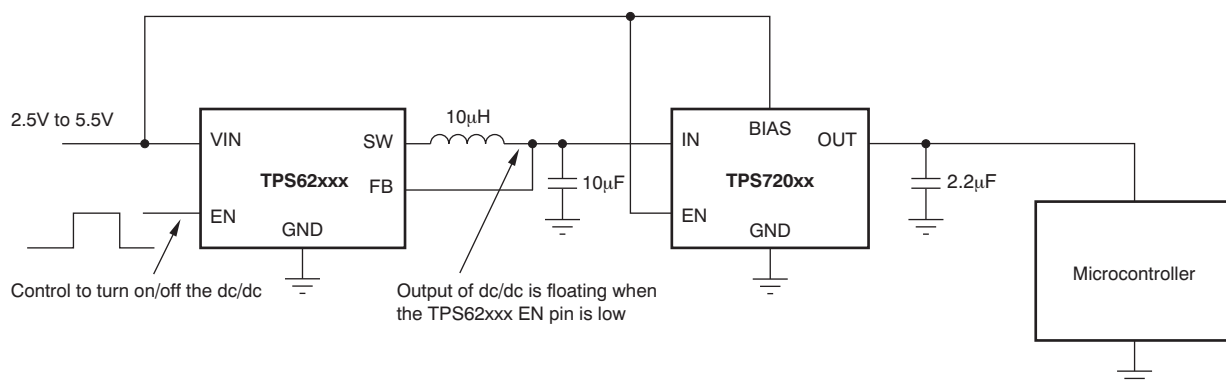 2.5V to 5.5V
VIN
SW
TPS62xxx
FB
EN
GND
10μH
10μF
IN
BIAS
OUT
TPS720xx
EN
GND
2.2μF
Microcontroller
Control to turn on/off the dc/dc
Output of dc/dc is floating when
the TPS62xxx EN pin is low